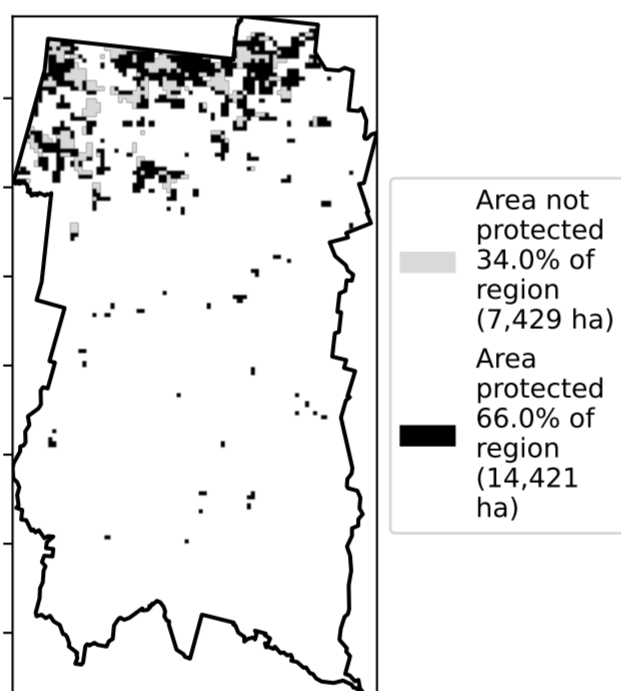 Area not
protected
34.0% of
region
(7,429 ha)
Area
protected
66.0% of
region
(14,421
ha)